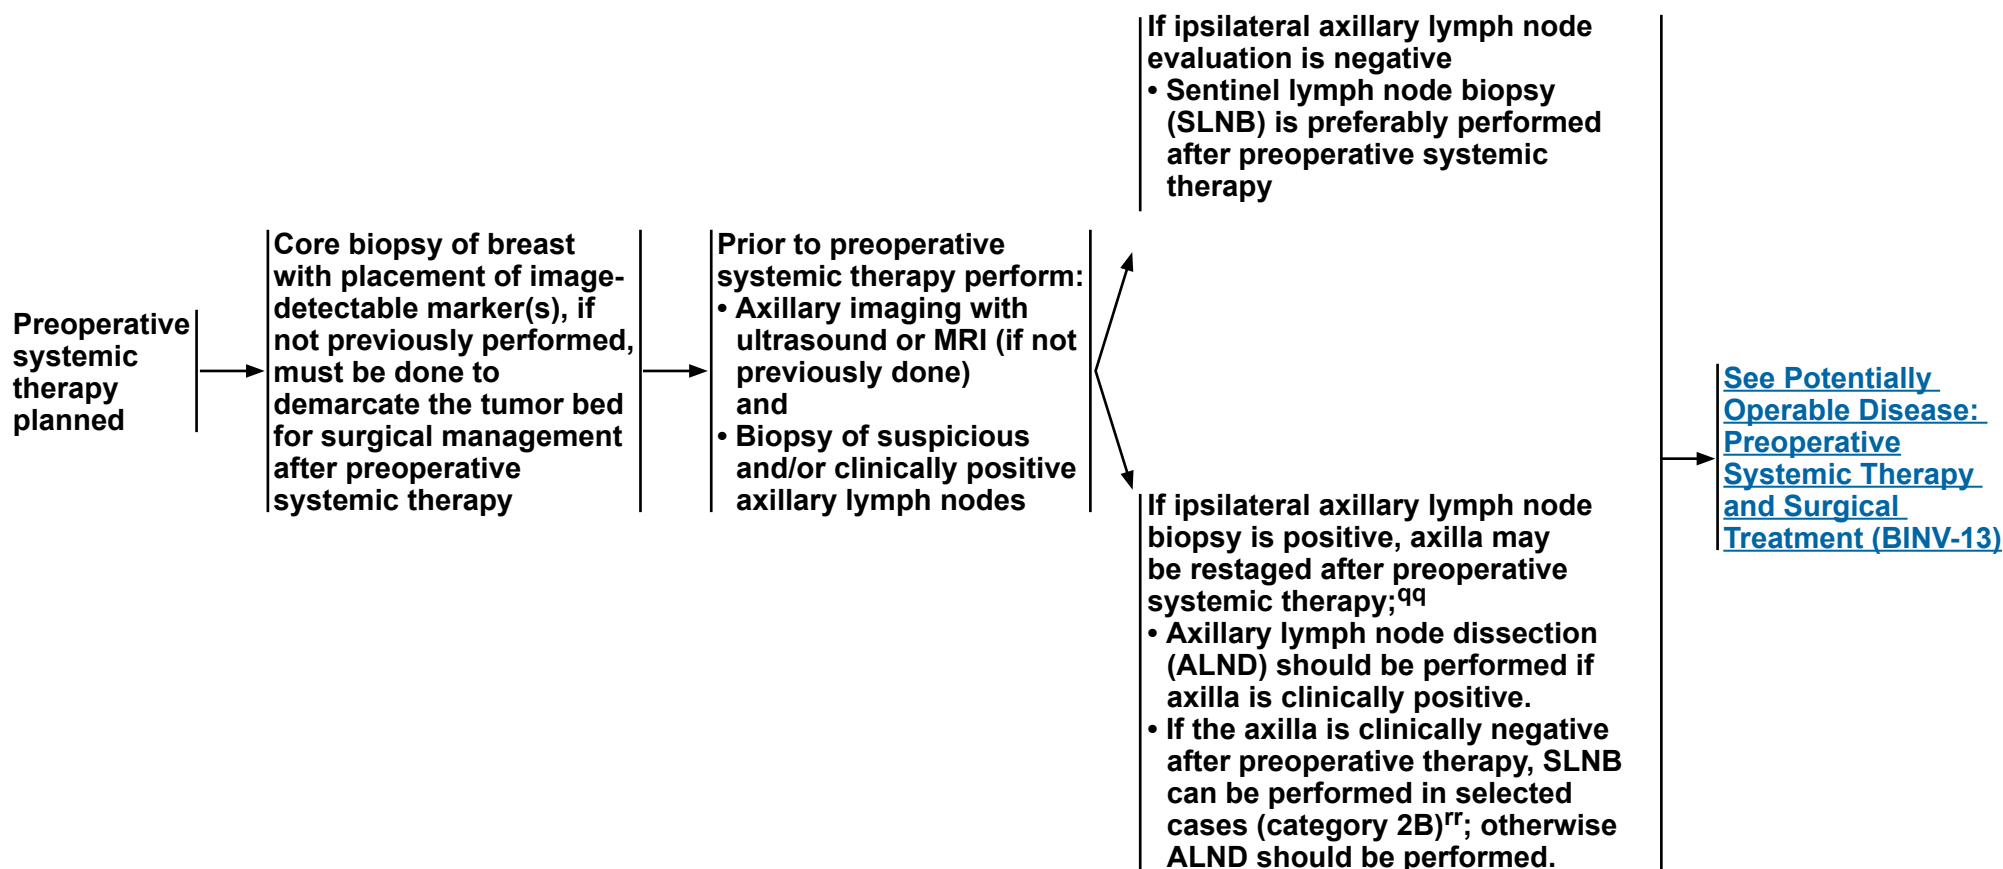 Preoperative
systemic
therapy
planned
Core biopsy of breast
with placement of image-
detectable marker(s), if
not previously performed,
must be done to
demarcate the tumor bed
for surgical management
after preoperative
systemic therapy
Prior to preoperative
systemic therapy perform:
• Axillary imaging with
ultrasound or MRI (if not
previously done)
and
• Biopsy of suspicious
and/or clinically positive
axillary lymph nodes
If ipsilateral axillary lymph node
evaluation is negative
• Sentinel lymph node biopsy
(SLNB) is preferably performed
after preoperative systemic
therapy
If ipsilateral axillary lymph node
biopsy is positive, axilla may
be restaged after preoperative
systemic therapy;qq
• Axillary lymph node dissection
(ALND) should be performed if
axilla is clinically positive.
• If the axilla is clinically negative
after preoperative therapy, SLNB
can be performed in selected
cases (category 2B)rr; otherwise
ALND should be performed.
See Potentially
Operable Disease:
Preoperative
Systemic Therapy
and Surgical
Treatment (BINV-13)